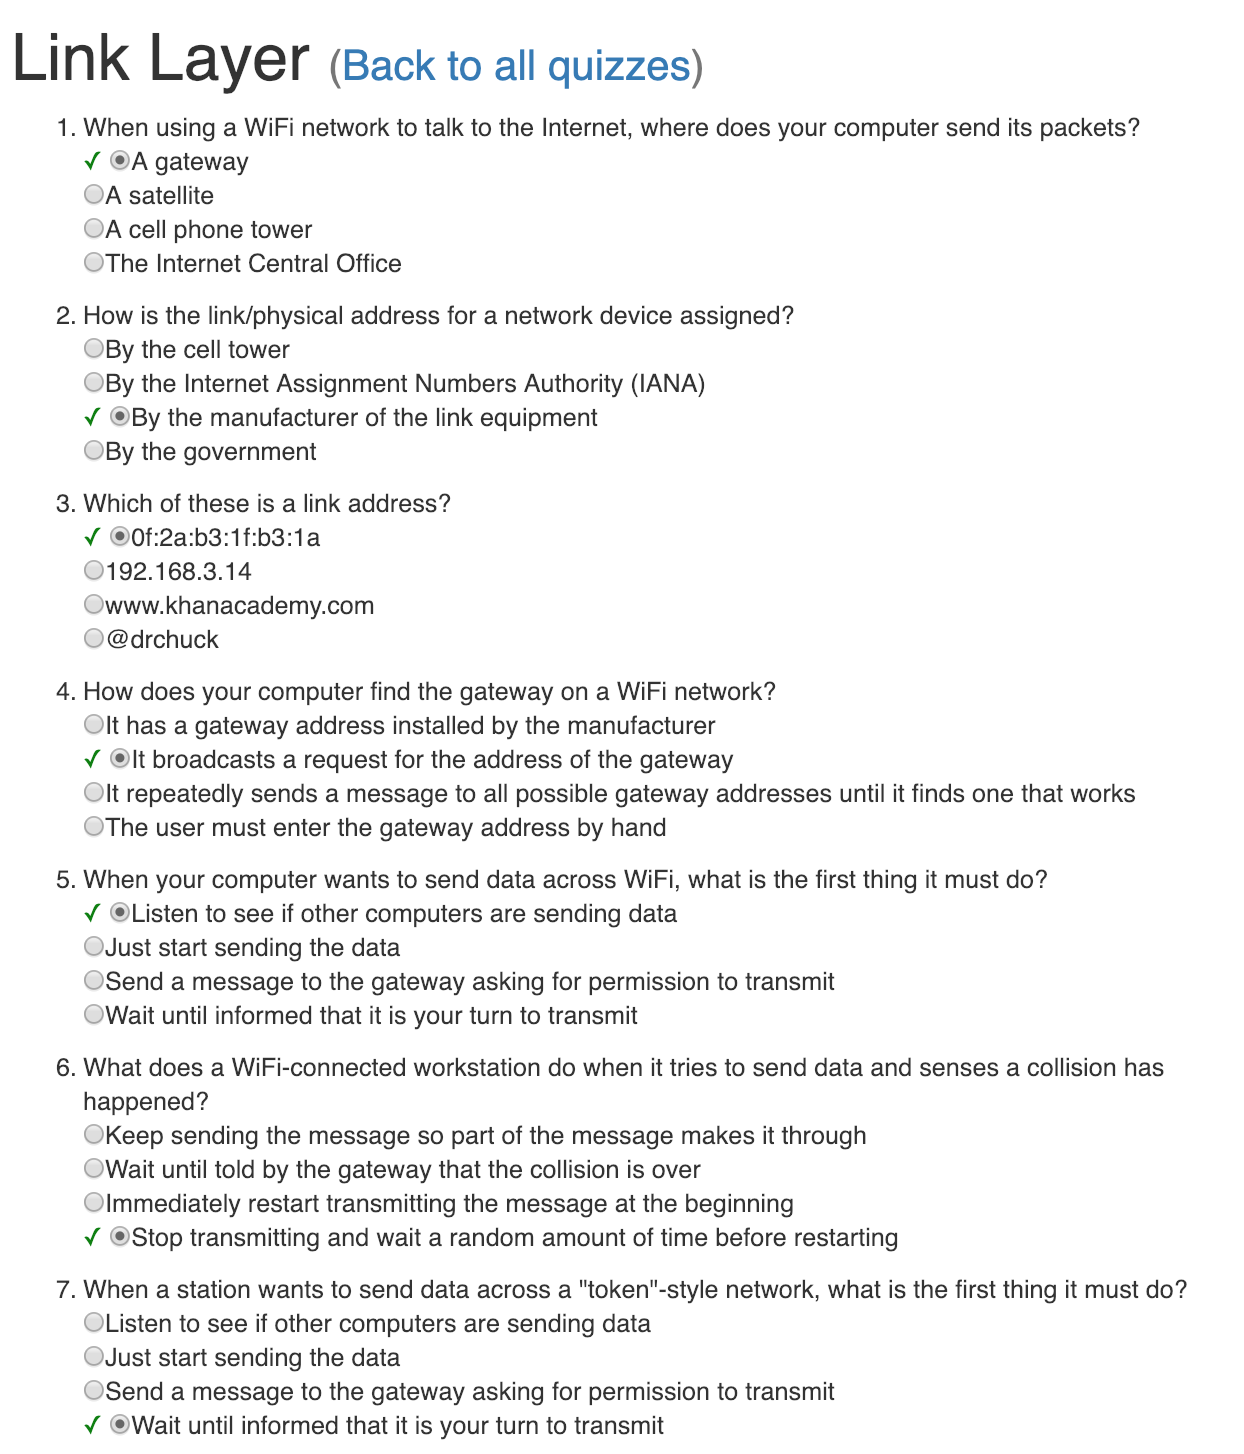 Link Layer (Back to all quizzes)
1. When using a WiFi network to talk to the Internet, where does your computer send its packets?
✓ A gateway
A satellite
A cell phone tower
The Internet Central Office
2. How is the link/physical address for a network device assigned?
By the cell tower
By the Internet Assignment Numbers Authority (IANA)
✓ By the manufacturer of the link equipment
By the government
3. Which of these is a link address?
✓ 0f:2a:b3:1f:b3:1a
192.168.3.14
www.khanacademy.com
@drchuck
4. How does your computer find the gateway on a WiFi network?
It has a gateway address installed by the manufacturer
✓ It broadcasts a request for the address of the gateway
It repeatedly sends a message to all possible gateway addresses until it finds one that works
The user must enter the gateway address by hand
5. When your computer wants to send data across WiFi, what is the first thing it must do?
✓ Listen to see if other computers are sending data
Just start sending the data
Send a message to the gateway asking for permission to transmit
Wait until informed that it is your turn to transmit
6. What does a WiFi-connected workstation do when it tries to send data and senses a collision has
happened?
Keep sending the message so part of the message makes it through
Wait until told by the gateway that the collision is over
Immediately restart transmitting the message at the beginning
✓ Stop transmitting and wait a random amount of time before restarting
7. When a station wants to send data across a "token"-style network, what is the first thing it must do?
Listen to see if other computers are sending data
Just start sending the data
Send a message to the gateway asking for permission to transmit
✓ Wait until informed that it is your turn to transmit